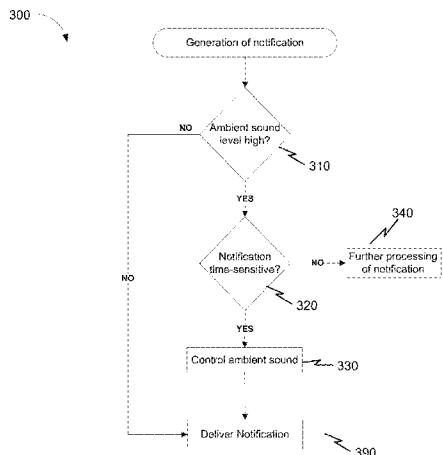 300
Generation of notification
NO
Ambient sound
level high?
310
YES
340
Notification
time-sensitive?
NO
Further processing
of notification
NO
320
YES
Control ambient sound
330
Deliver Notification
390